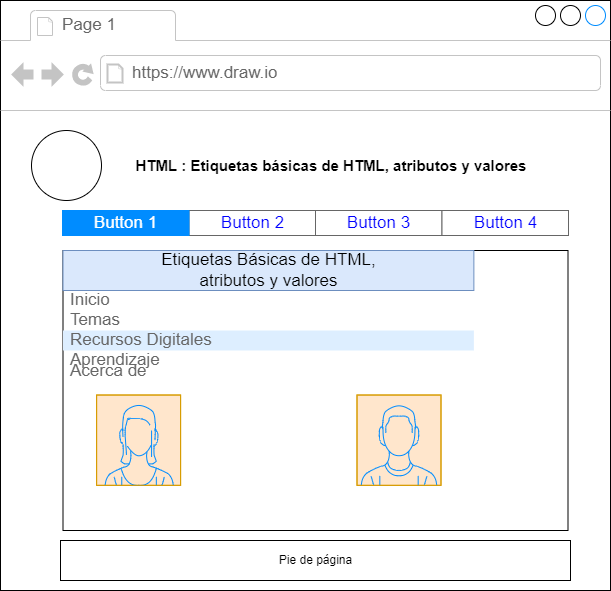 Page 1
https://www.draw.io
HTML : Etiquetas básicas de HTML, atributos y valores
Button 1 Button 2 Button 3 Button 4
Etiquetas Básicas de HTML,
atributos y valores
Inicio
Temas
Recursos Digitales
Aprendizaje
Acerca de
Pie de página